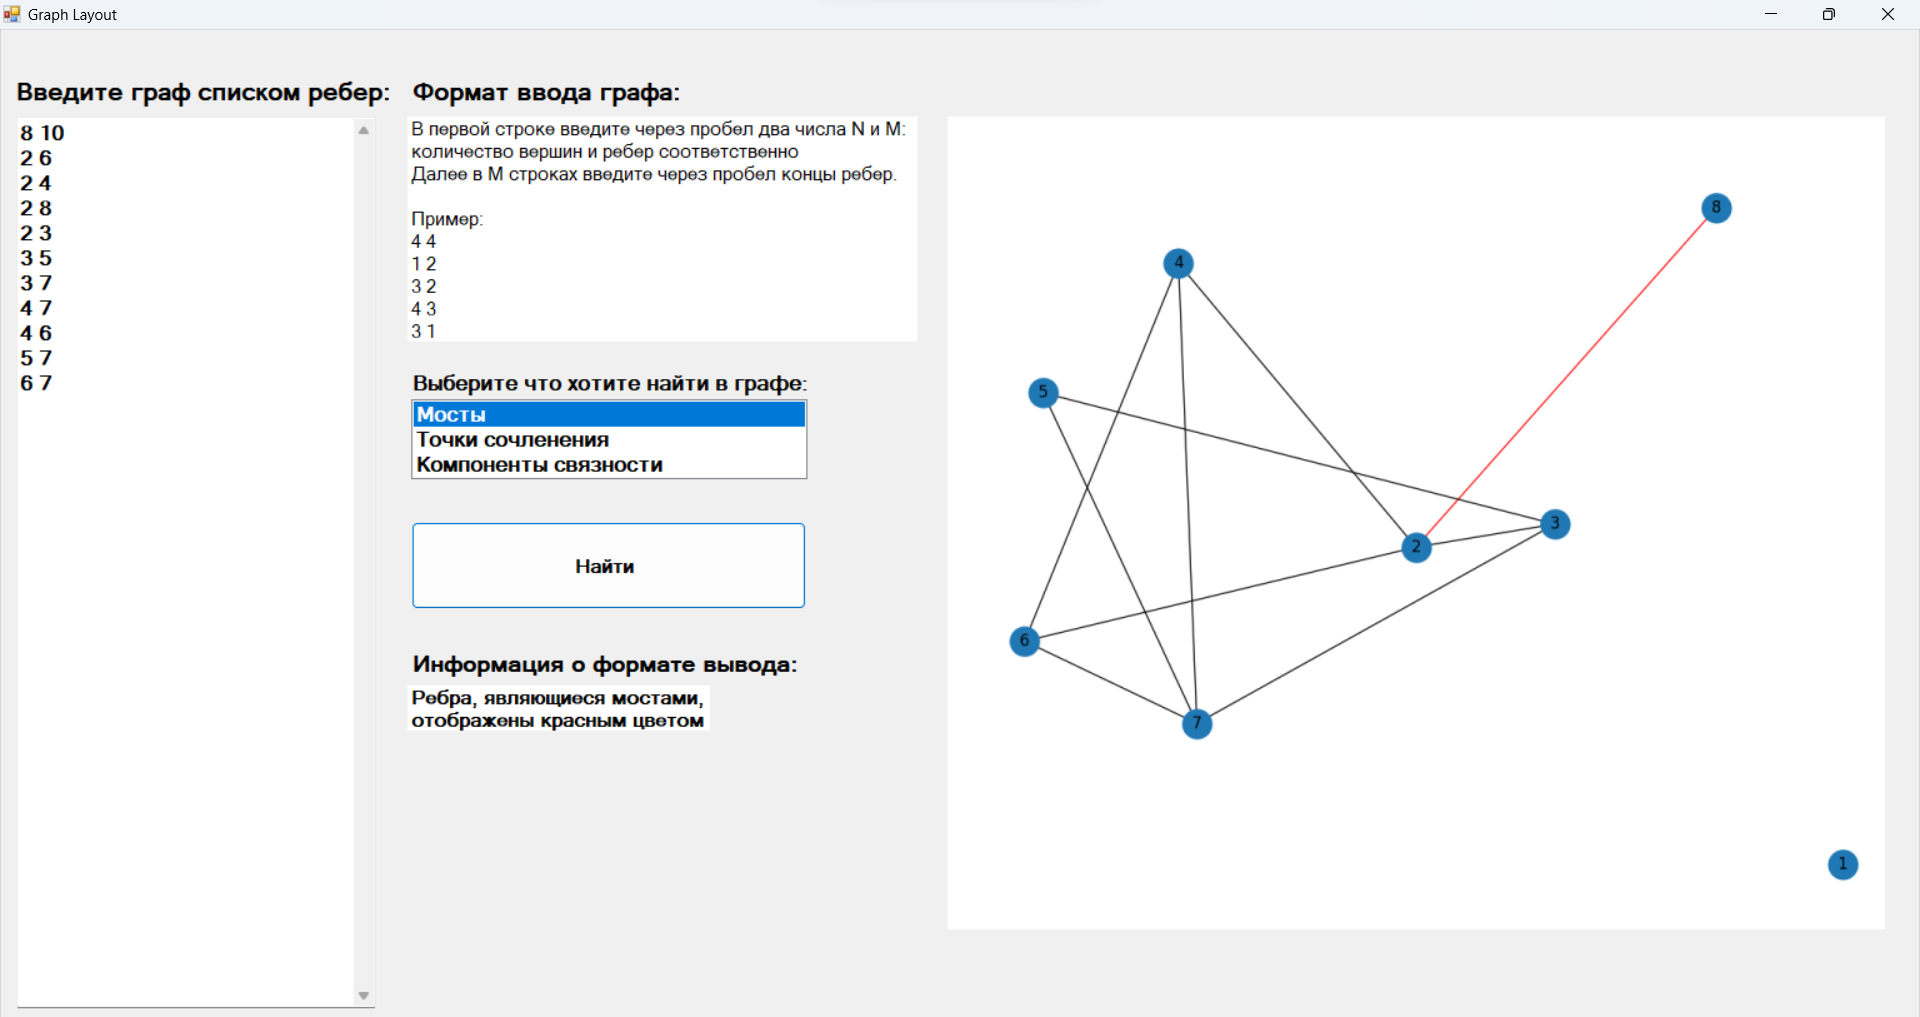 Graph Layout
Введите граф списком ребер:
8 10
2 6
2 4
2 8
2 3
3 5
3 7
4 7
4 6
5 7
6 7
Формат ввода графа:
В первой строке введите через пробел два числа N и M:
количество вершин и ребер соответственно
Далее в M строках введите через пробел концы ребер.
Пример:
4 4
1 2
3 2
4 3
3 1
Выберите что хотите найти в графе:
Мосты
Точки сочленения
Компоненты связности
Найти
Информация о формате вывода:
Ребра, являющиеся мостами,
отображены красным цветом
8
4
5
3
2
6
7
1